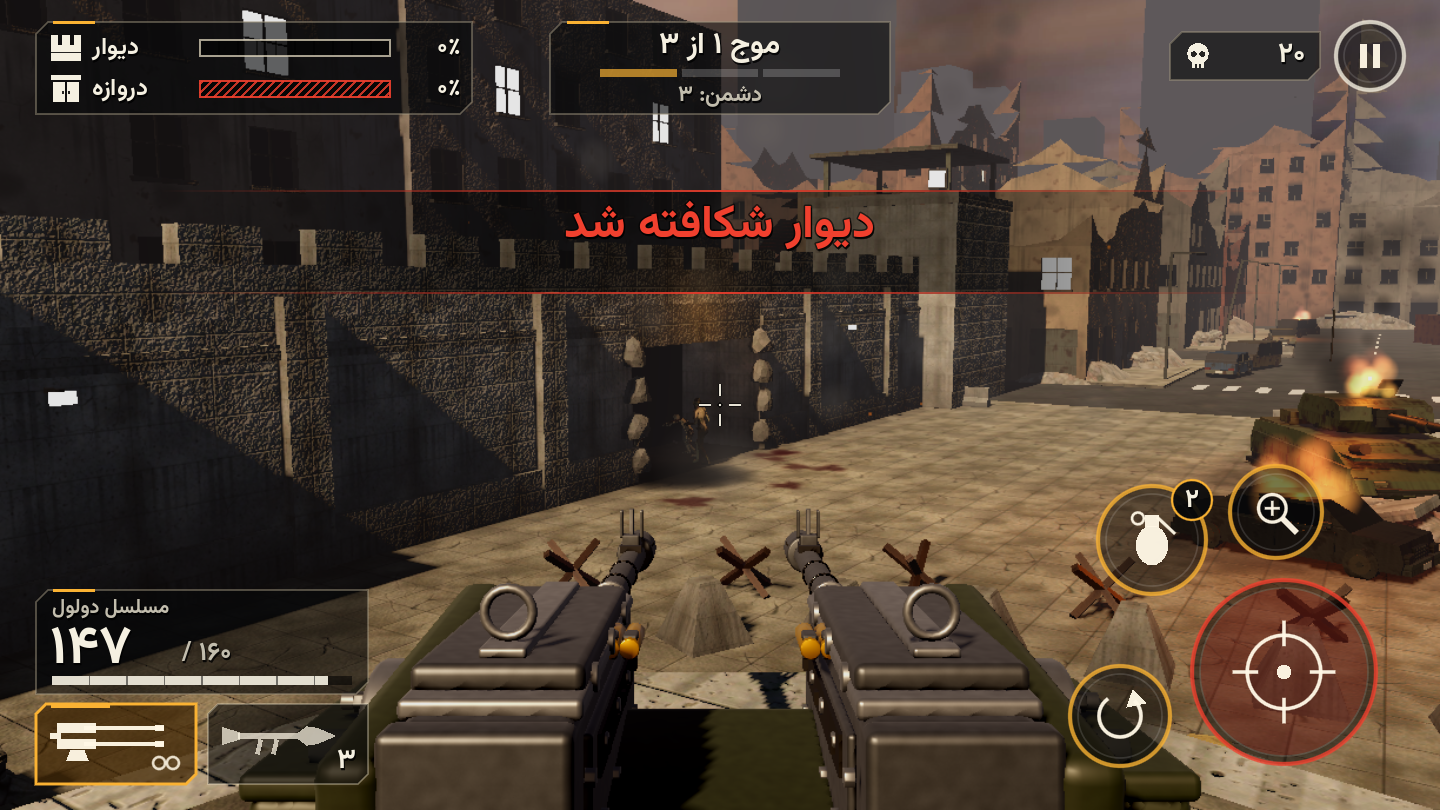 دیوار ۰٪
دروازه ۰٪
موج ۱ از ۳
دشمن: ۳
۲۰
دیوار شکافته شد
۲
مسلسل دولول
۱۴۷ / ۱۶۰
∞
۳